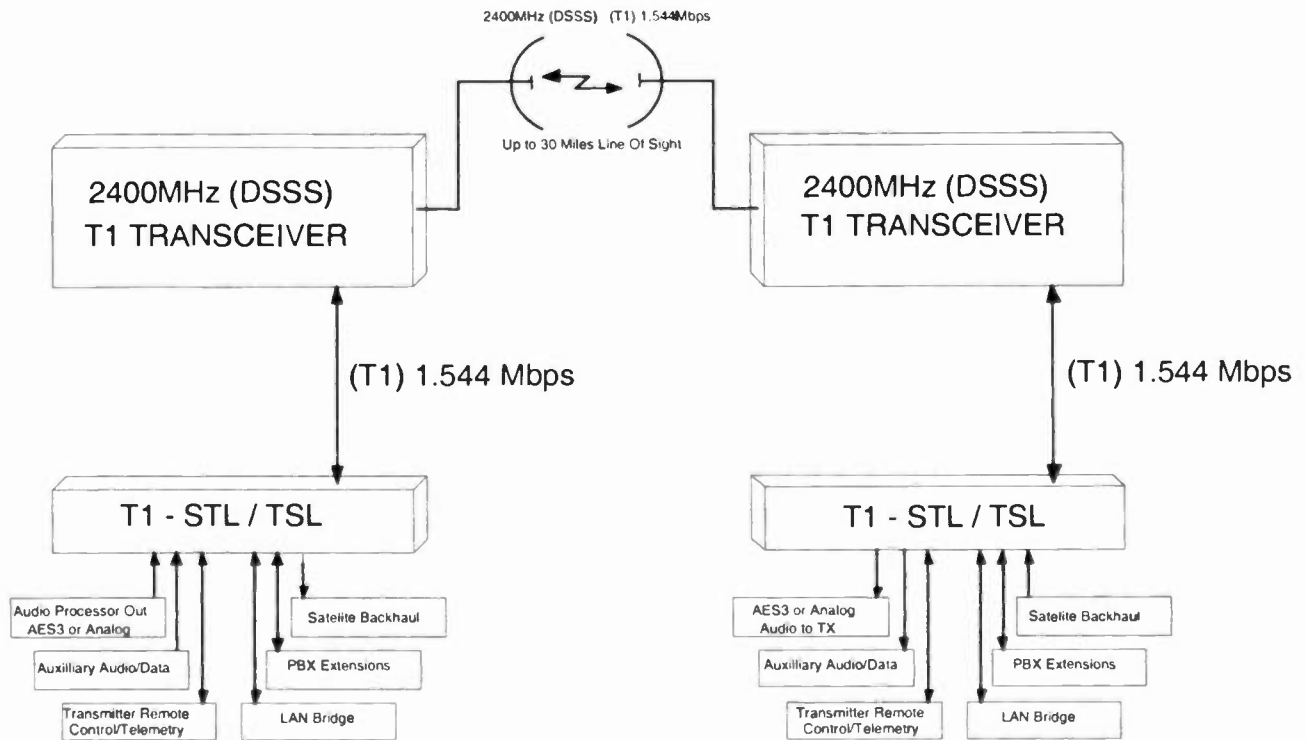 2400MHz (DSSS) (T1) 1.544Mbps
Up to 30 Miles Line Of Sight
2400MHz (DSSS)
T1 TRANSCEIVER
2400MHz (DSSS)
T1 TRANSCEIVER
(T1) 1.544 Mbps
(T1) 1.544 Mbps
T1 - STL / TSL
T1 - STL / TSL
Audio Processor Out
AES3 or Analog
Satelite Backhaul
Auxilliary Audio/Data
PBX Extensions
Transmitter Remote
Control/Telemetry
LAN Bridge
AES3 or Analog
Audio to TX
Satelite Backhaul
Auxilliary Audio/Data
PBX Extensions
Transmitter Remote
Control/Telemetry
LAN Bridge